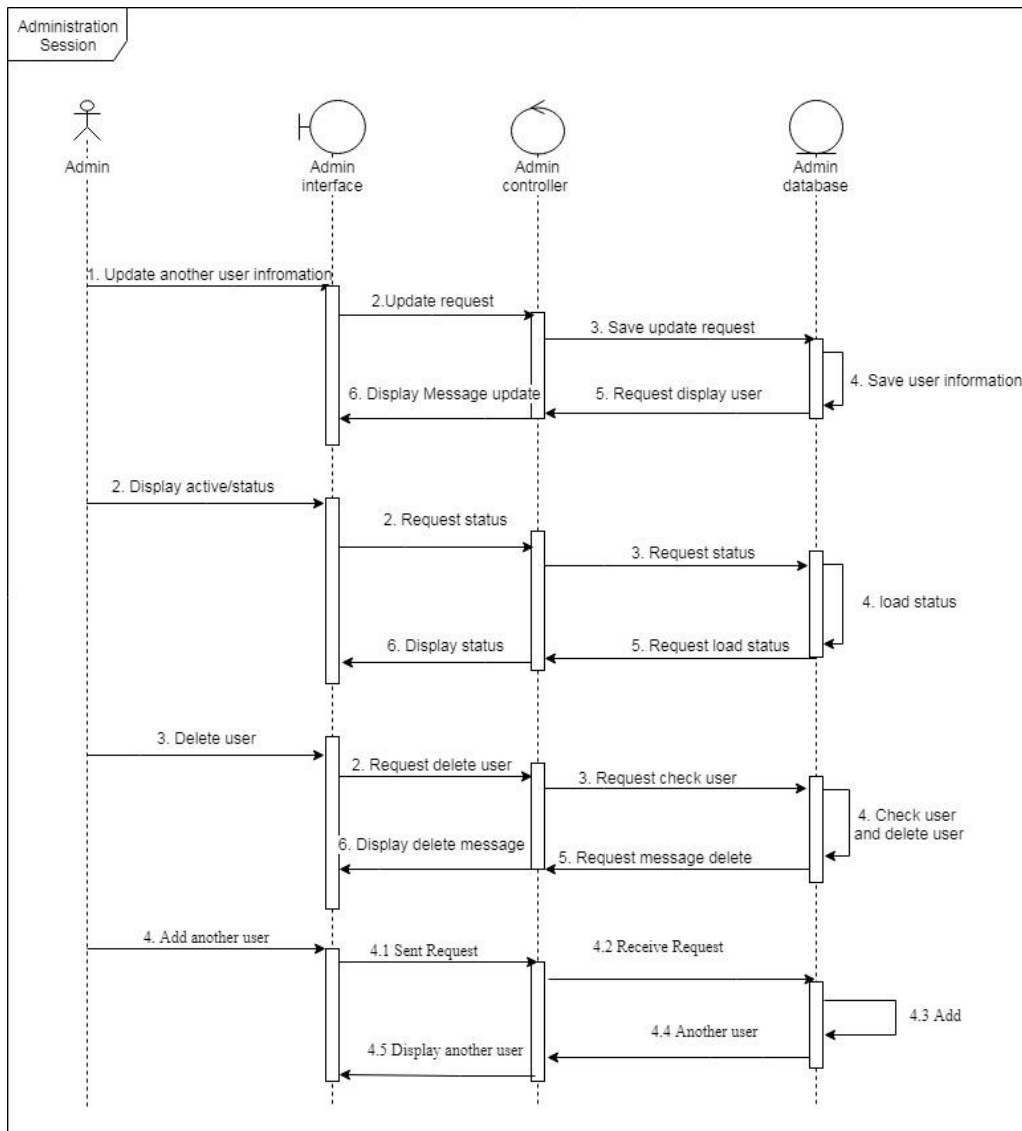 Administration
Session
Admin
Admin
interface
Admin
controller
Admin
database
1. Update another user infromation
2.Update request
3. Save update request
4. Save user information
5. Request display user
6. Display Message update
2. Display active/status
2. Request status
3. Request status
4. load status
5. Request load status
6. Display status
3. Delete user
2. Request delete user
3. Request check user
4. Check user
and delete user
5. Request message delete
6. Display delete message
4. Add another user
4.1 Sent Request
4.2 Receive Request
4.3 Add
4.4 Another user
4.5 Display another user